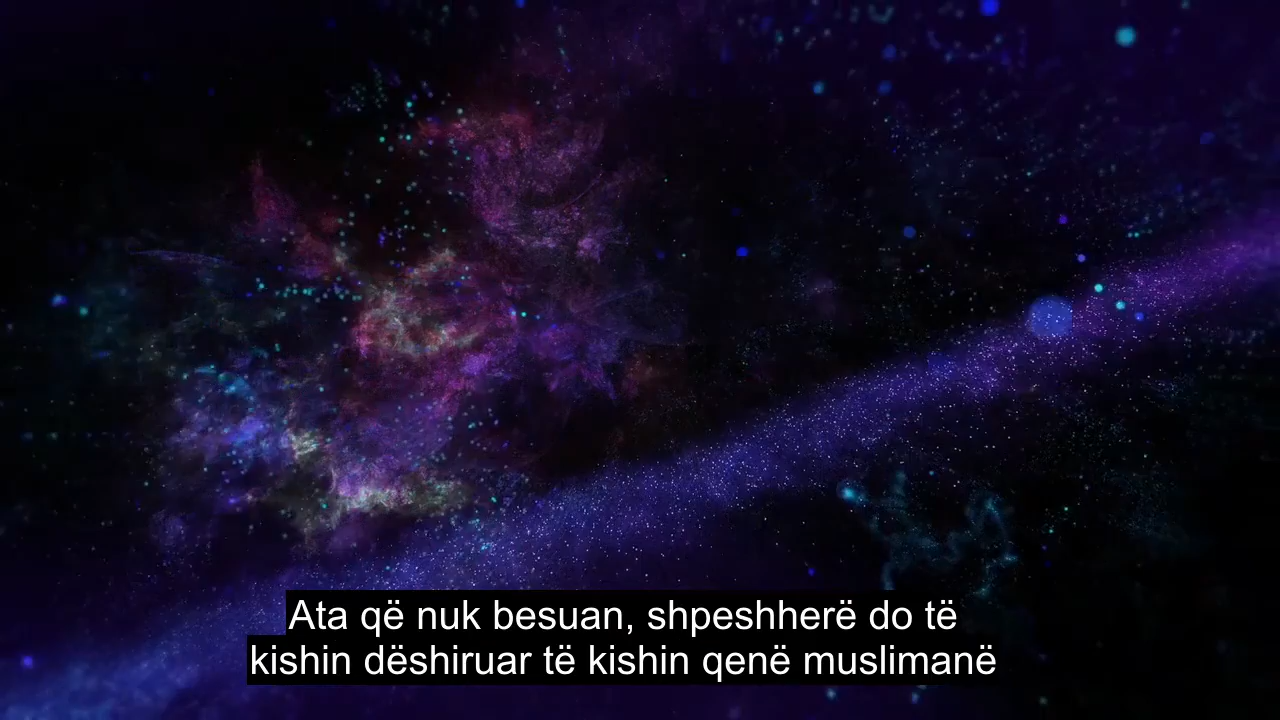 Ata që nuk besuan, shpeshherë do të
kishin dëshiruar të kishin qenë muslimanë